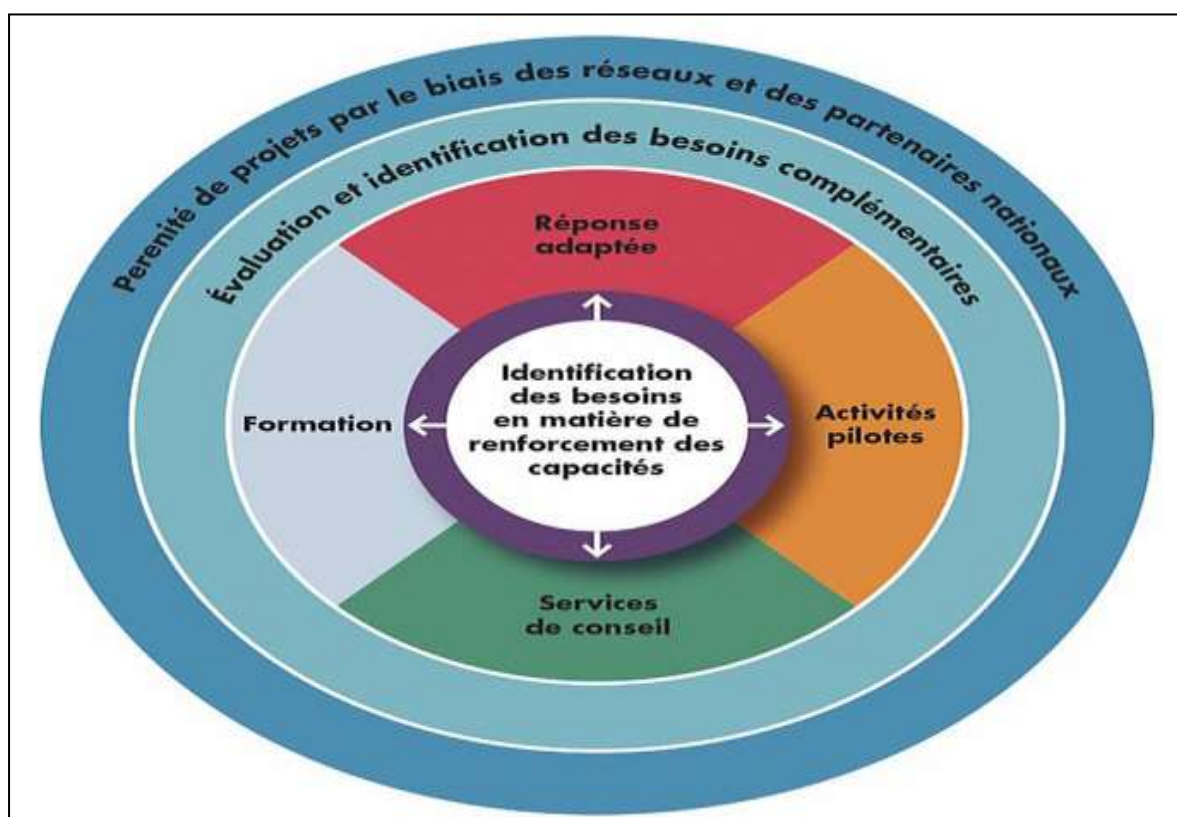 Perenité de projets par le biais des réseaux et des partenaires nationaux
Évaluation et identification des besoins complémentaires
Réponse
adaptée
Formation
Identification
des besoins
en matière de
renforcement des
capacités
Activités
pilotes
Services
de conseil